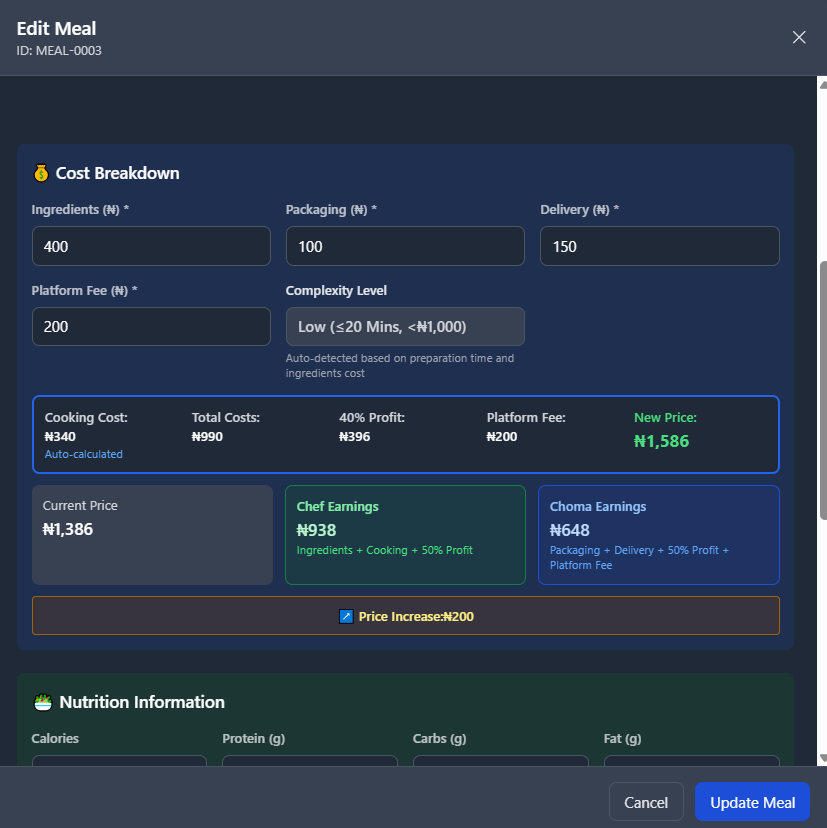 Edit Meal
ID: MEAL-0003
Cost Breakdown
Ingredients (₦) *
Packaging (₦) *
Delivery (₦) *
400
100
150
Platform Fee (₦) *
Complexity Level
200
Low (≤20 Mins, <₦1,000)
Auto-detected based on preparation time and
ingredients cost
Cooking Cost:
₦340
Auto-calculated
Total Costs:
₦990
40% Profit:
₦396
Platform Fee:
₦200
New Price:
₦1,586
Current Price
₦1,386
Chef Earnings
₦938
Ingredients + Cooking + 50% Profit
Choma Earnings
₦648
Packaging + Delivery + 50% Profit +
Platform Fee
Price Increase:₦200
Nutrition Information
Calories
Protein (g)
Carbs (g)
Fat (g)
Cancel
Update Meal